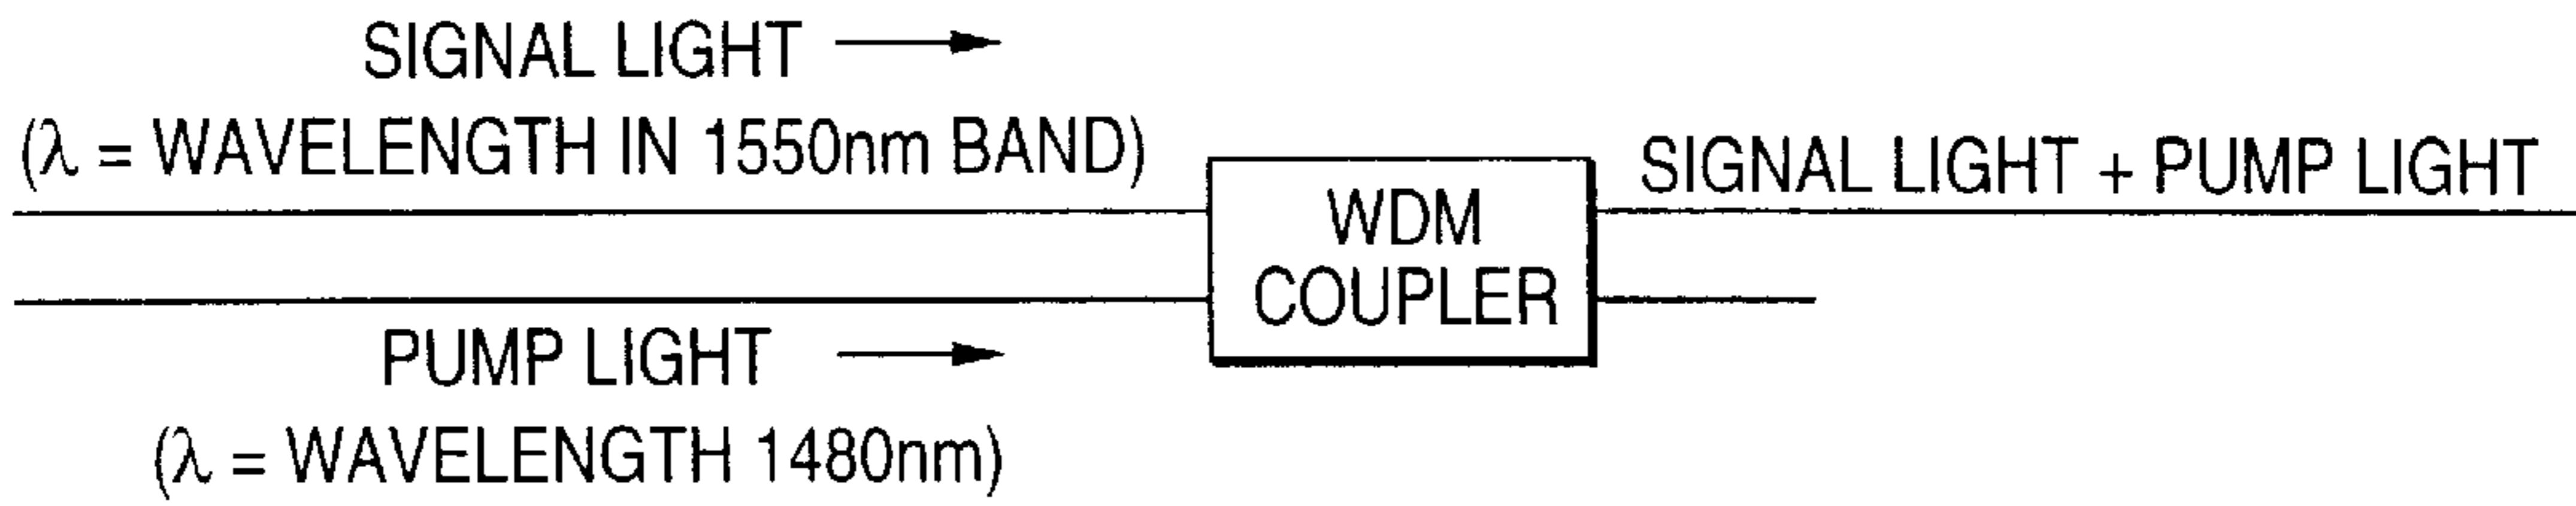 SIGNAL LIGHT
(λ = WAVELENGTH IN 1550nm BAND)
SIGNAL LIGHT + PUMP LIGHT
WDM
COUPLER
PUMP LIGHT
(λ = WAVELENGTH 1480nm)